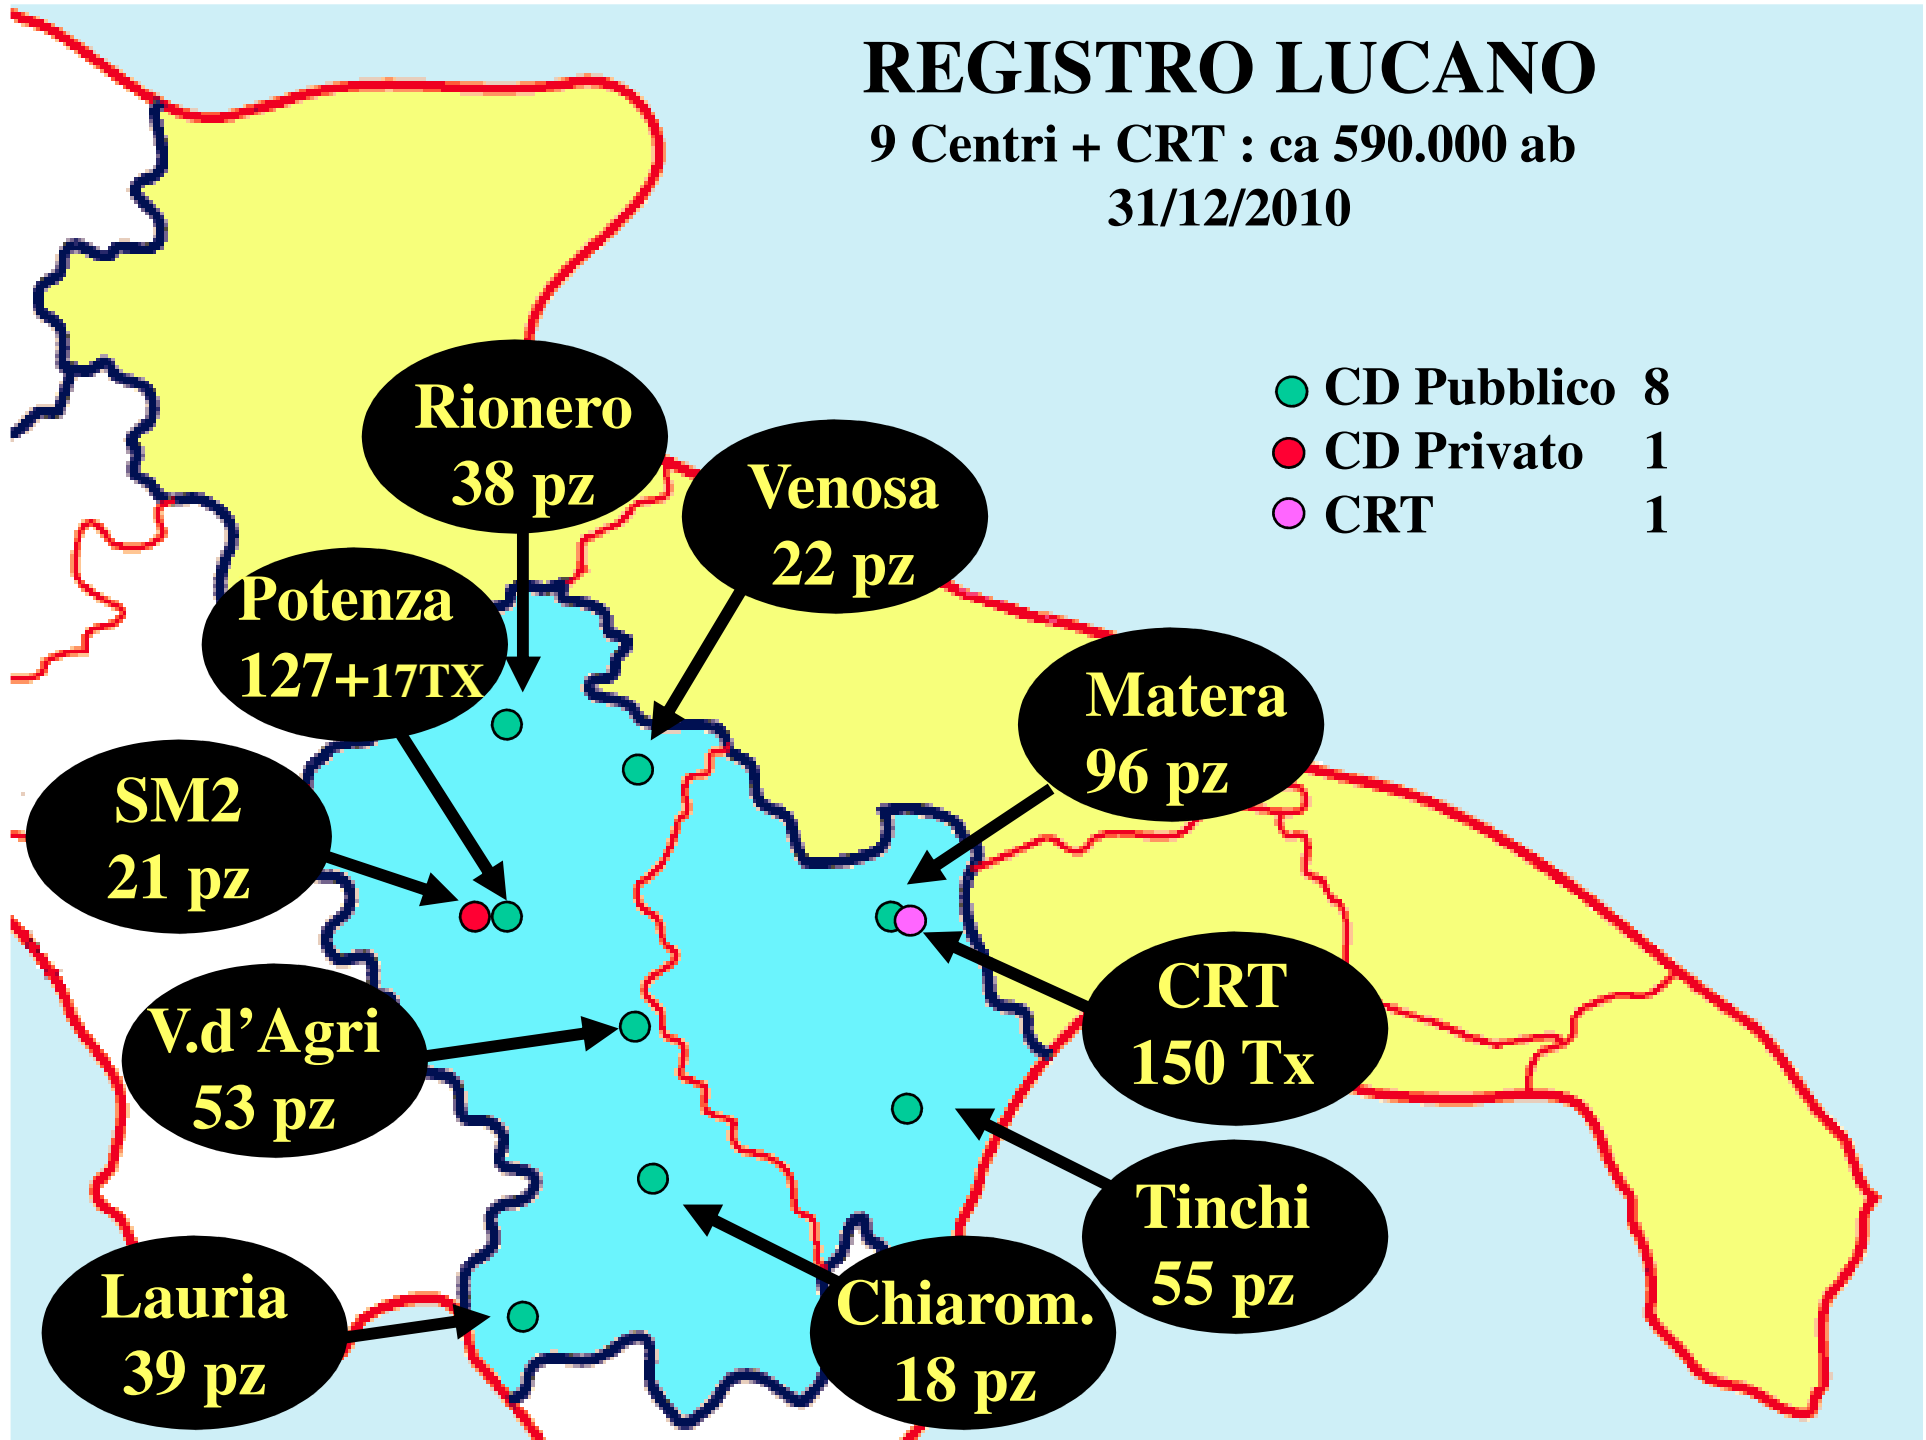 REGISTRO LUCANO
9 Centri + CRT : ca 590.000 ab
31/12/2010
CD Pubblico 8
CD Privato 1
CRT 1
Rionero
38 pz
Venosa
22 pz
Potenza
127+17TX
Matera
96 pz
SM2
21 pz
CRT
150 Tx
V.d’Agri
53 pz
Tinchi
55 pz
Lauria
39 pz
Chiarom.
18 pz